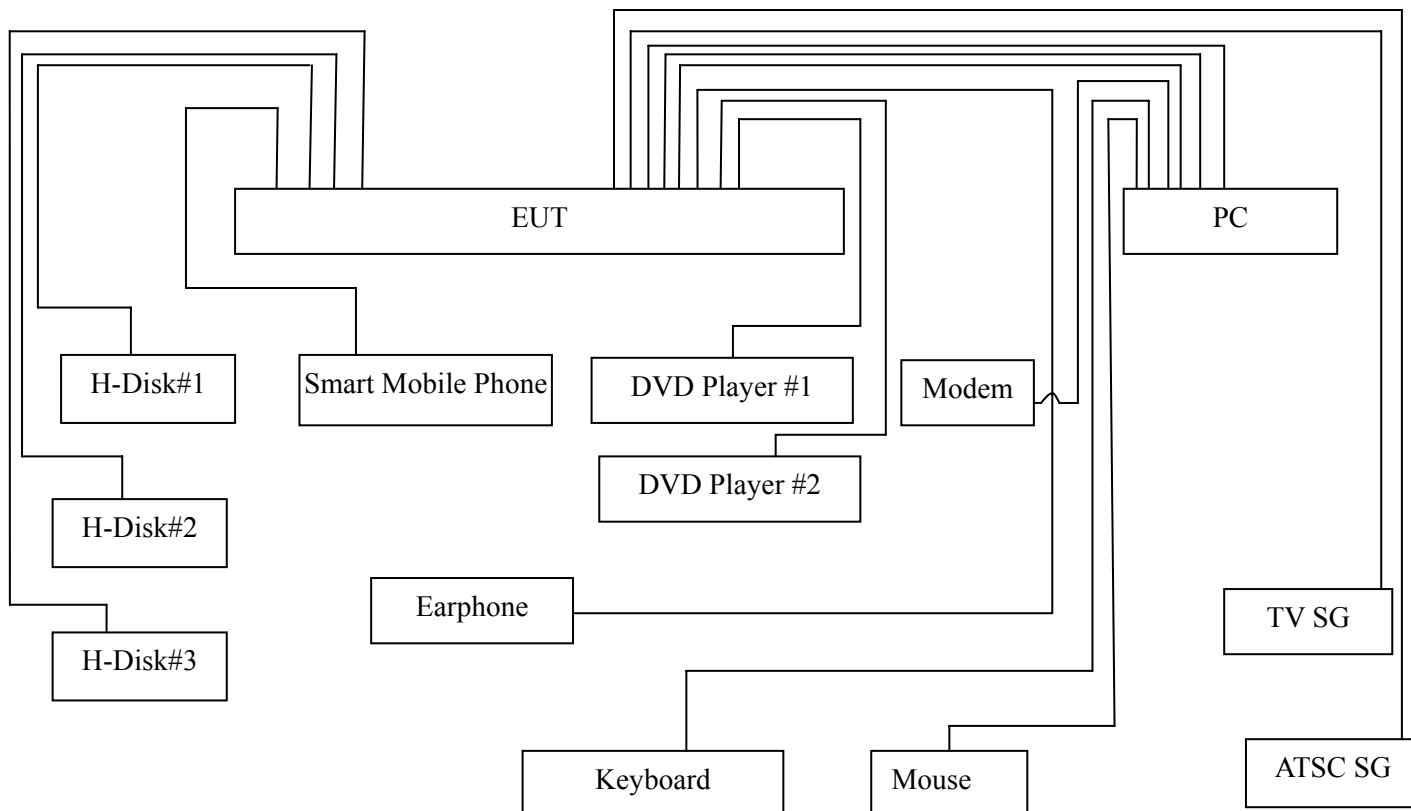 EUT
PC
H-Disk#1
Smart Mobile Phone
DVD Player #1
Modem
DVD Player #2
H-Disk#2
Earphone
TV SG
H-Disk#3
Keyboard
Mouse
ATSC SG